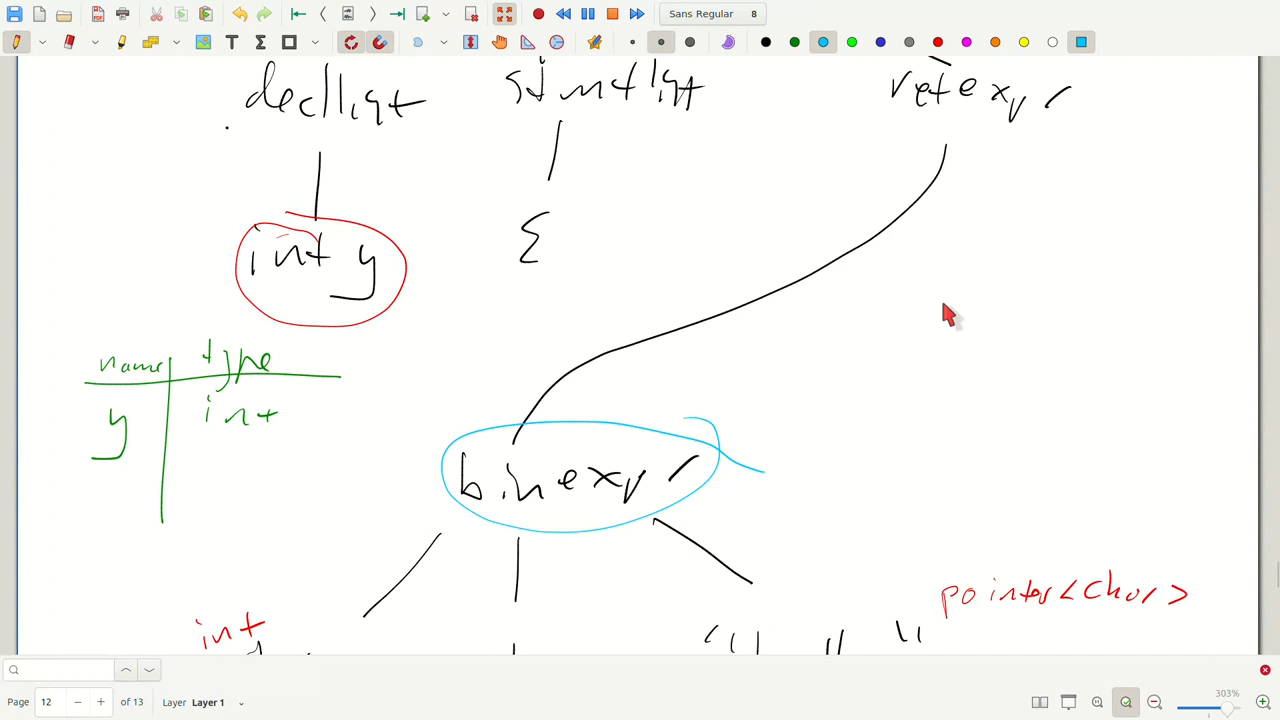 Sans Regular 8
decllist stmtlist retexpr
int y
ε
name type
y int
binexpr
pointer<char>
int
Page 12 of 13 Layer Layer 1 303%